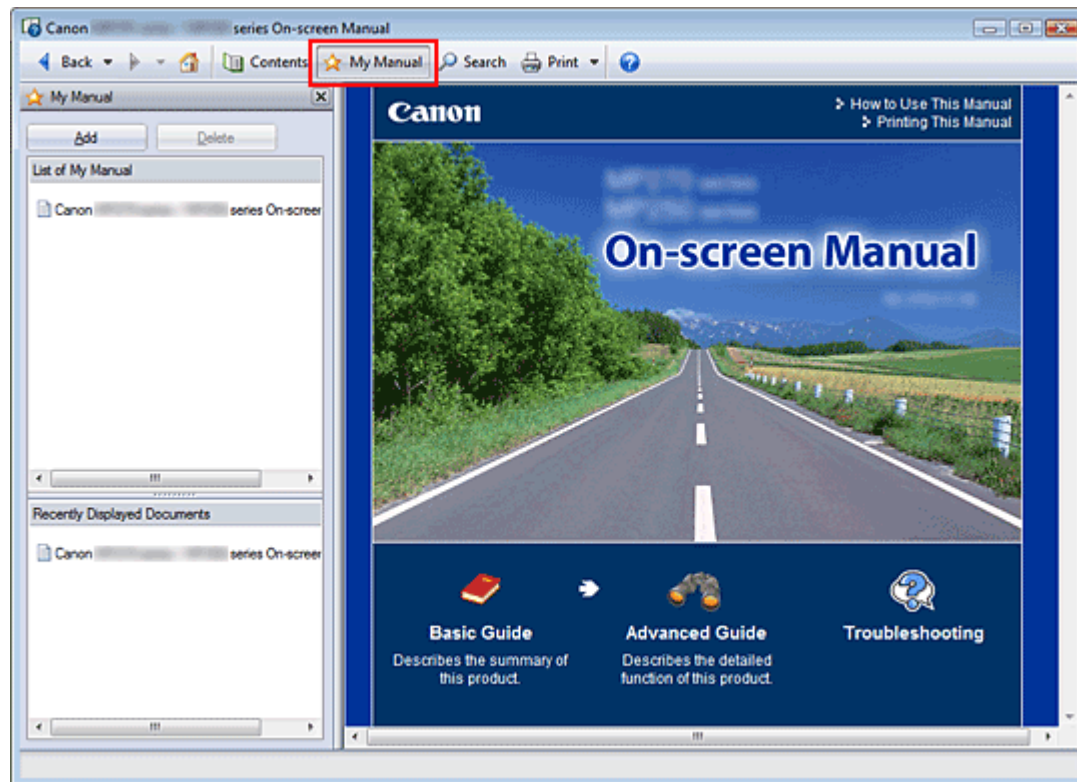 Canon series On-screen Manual
Back Contents My Manual Search Print
My Manual
Add Delete
List of My Manual
Canon series On-screen
Recently Displayed Documents
Canon series On-screen
Canon
How to Use This Manual
Printing This Manual
series
series
On-screen Manual
Basic Guide
Describes the summary of
this product.
Advanced Guide
Describes the detailed
function of this product.
Troubleshooting